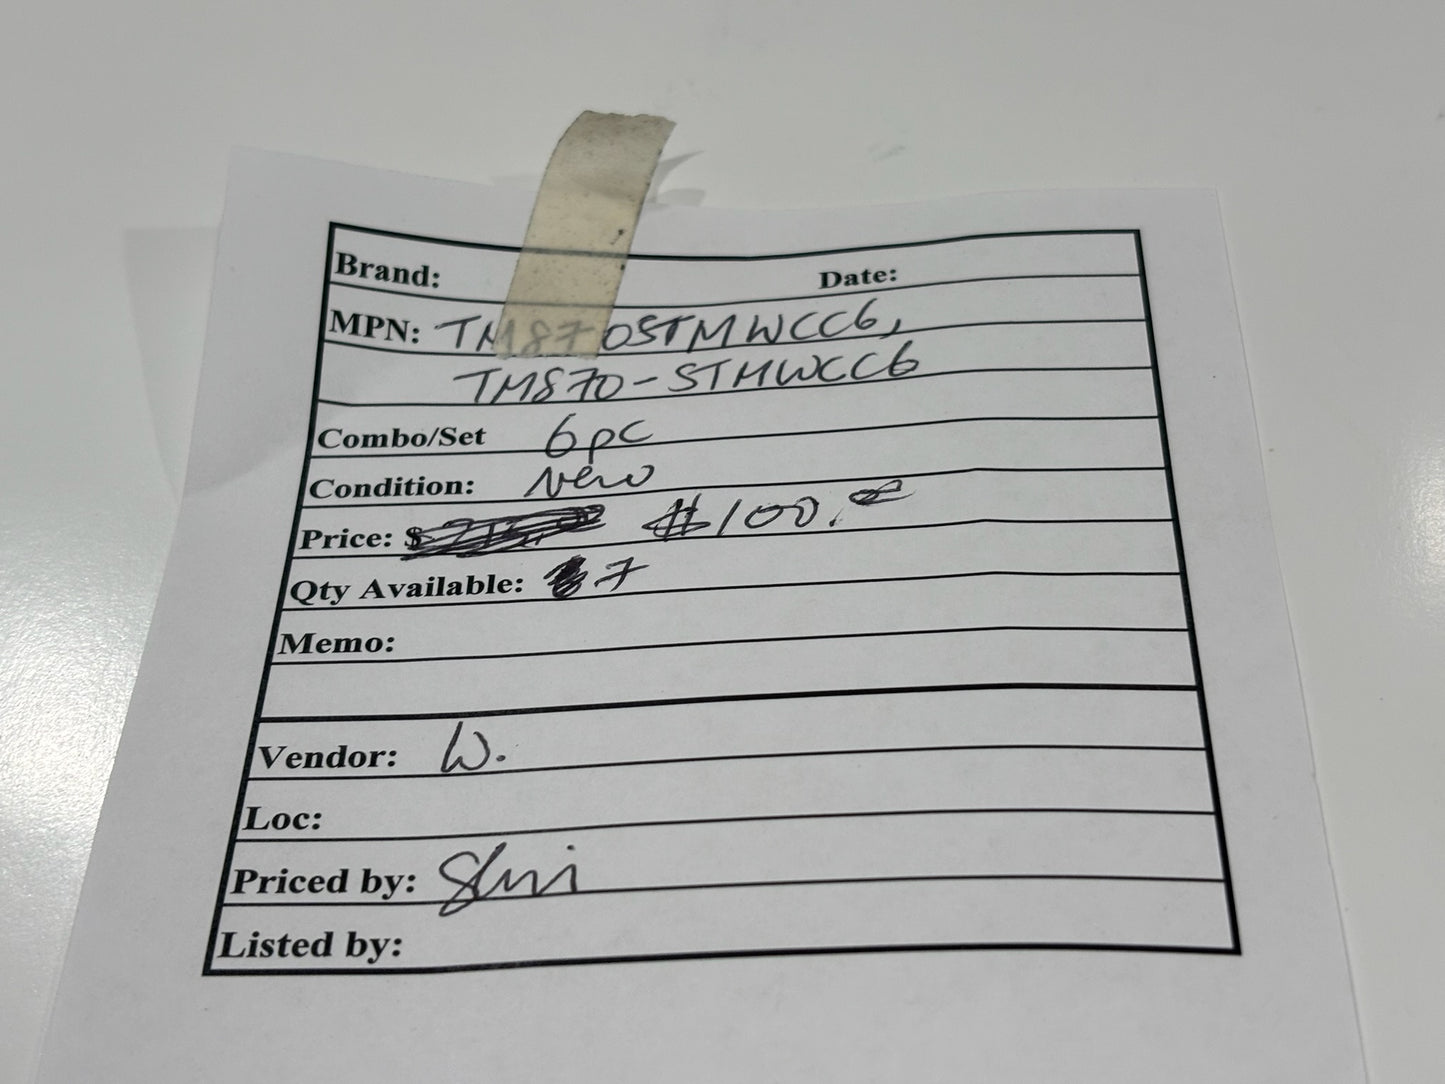 Brand: Date:
MPN: TM870STMWCC6,
TM870-STMWCC6
Combo/Set 6pc
Condition: New
Price: $ $100.00
Qty Available: 7
Memo:
Vendor: W.
Loc:
Priced by:
Listed by: